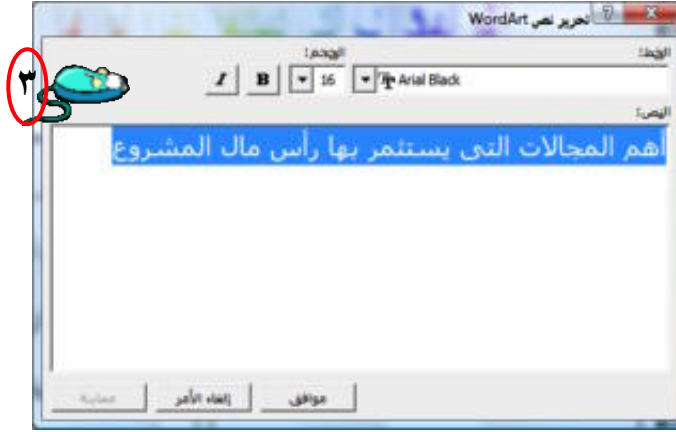 تحرير نص WordArt
الخط:
الحجم:
Arial Black
16
B
I
٣
النص:
أهم المجالات التى يستثمر بها رأس مال المشروع
موافق
إلغاء الأمر
معاينة